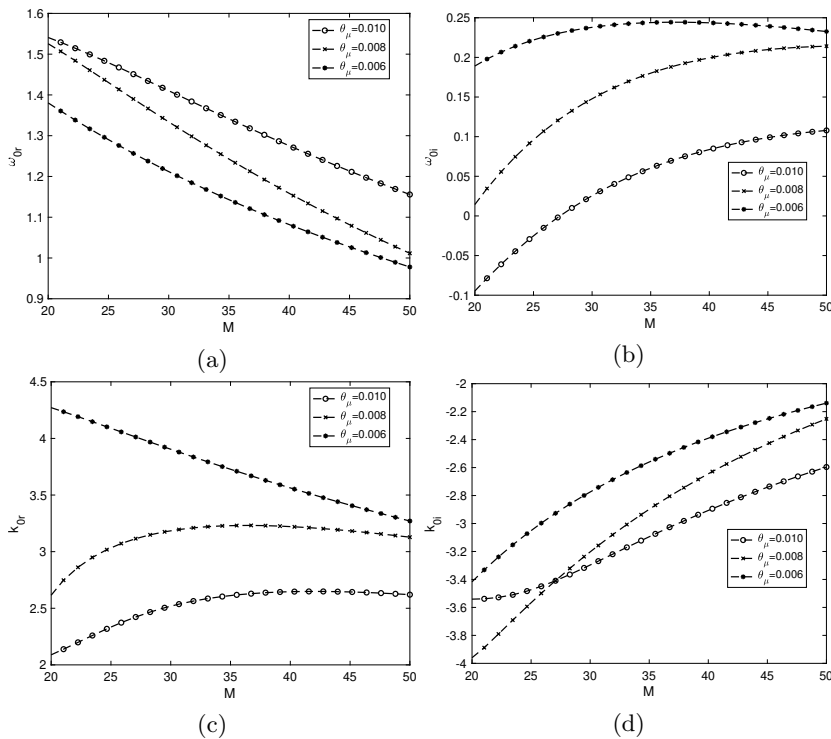 1.6
1.5
1.4
1.3
1.2
1.1
1
0.9
ω0r
θμ=0.010
θμ=0.008
θμ=0.006
20 25 30 35 40 45 50
M
(a)
0.25
0.2
0.15
0.1
0.05
0
-0.05
-0.1
ω0i
θμ=0.010
θμ=0.008
θμ=0.006
20 25 30 35 40 45 50
M
(b)
4.5
4
3.5
3
2.5
2
k0r
θμ=0.010
θμ=0.008
θμ=0.006
20 25 30 35 40 45 50
M
(c)
-2
-2.2
-2.4
-2.6
-2.8
-3
-3.2
-3.4
-3.6
-3.8
-4
k0i
θμ=0.010
θμ=0.008
θμ=0.006
20 25 30 35 40 45 50
M
(d)